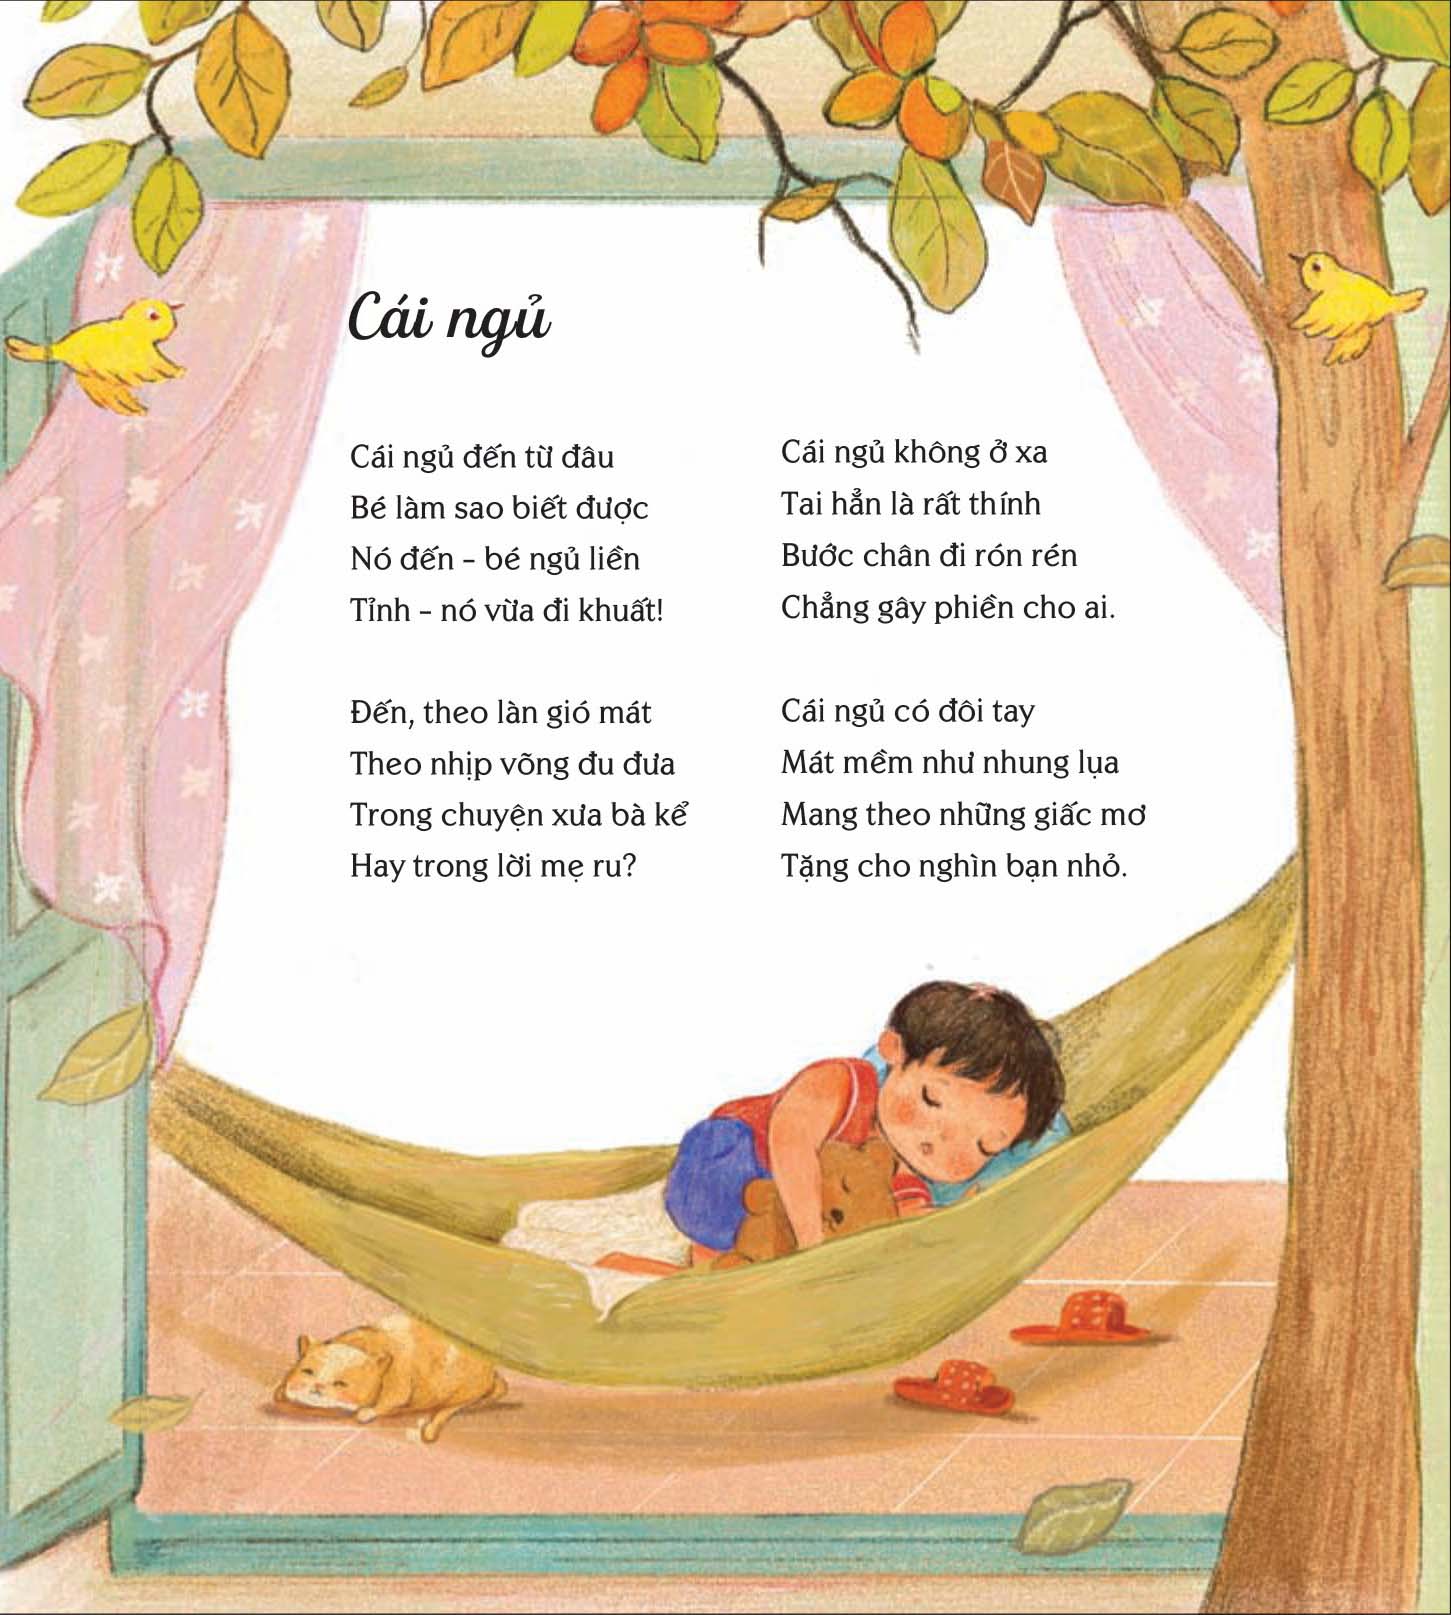 Cái ngủ
Cái ngủ đến từ đâu
Bé làm sao biết được
Nó đến – bé ngủ liền
Tỉnh – nó vừa đi khuất!
Đến, theo làn gió mát
Theo nhịp võng đu đưa
Trong chuyện xưa bà kể
Hay trong lời mẹ ru?
Cái ngủ không ở xa
Tai hẳn là rất thính
Bước chân đi rón rén
Chẳng gây phiền cho ai.
Cái ngủ có đôi tay
Mát mềm như nhung lụa
Mang theo những giấc mơ
Tặng cho nghìn bạn nhỏ.